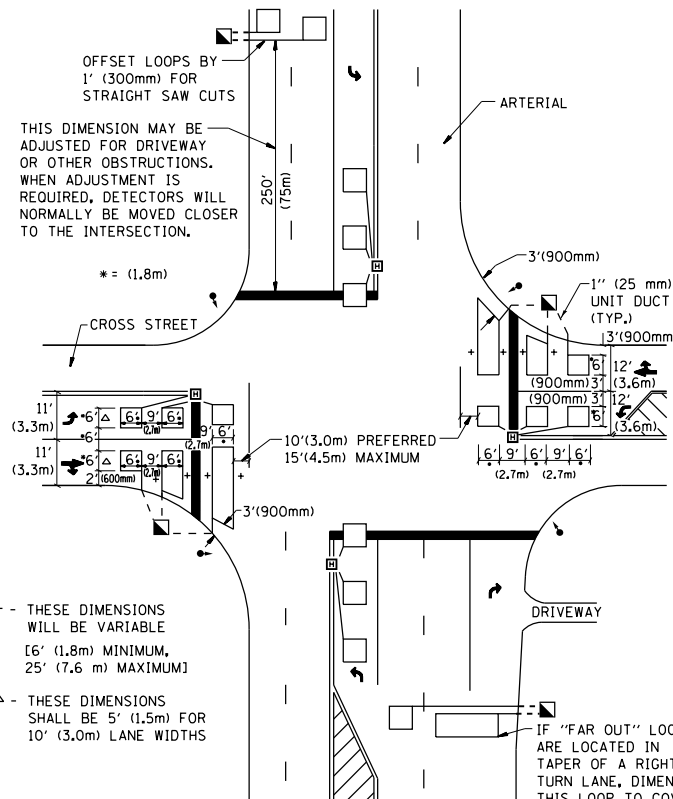 OFFSET LOOPS BY
1' (300mm) FOR
STRAIGHT SAW CUTS
ARTERIAL
THIS DIMENSION MAY BE
ADJUSTED FOR DRIVEWAY
OR OTHER OBSTRUCTIONS.
WHEN ADJUSTMENT IS
REQUIRED, DETECTORS WILL
NORMALLY BE MOVED CLOSER
TO THE INTERSECTION.
250'
(75m)
* = (1.8m)
H
3'(900mm)
1" (25 mm)
UNIT DUCT
(TYP.)
CROSS STREET
3'(900mm
6'
12'
(3.6m)
(900mm) 3'
(900mm) 3'
12'
6'
(3.6m)
H
6' 9' 6' 9' 6'
(2.7m) (2.7m)
H
11'
(3.3m)
*6'
6' 9' 6'
(2.7m)
*6'
9' 6'
(2.7m)
11'
(3.3m)
*6'
6' 9' 6'
(2.7m)
2' (600mm)
10'(3.0m) PREFERRED
15'(4.5m) MAXIMUM
3'(900mm)
H
DRIVEWAY
- THESE DIMENSIONS
WILL BE VARIABLE
[6' (1.8m) MINIMUM,
25' (7.6 m) MAXIMUM]
- THESE DIMENSIONS
SHALL BE 5' (1.5m) FOR
10' (3.0m) LANE WIDTHS
IF "FAR OUT" LOO
ARE LOCATED IN
TAPER OF A RIGHT
TURN LANE, DIMEN
THIS LOOP TO COV